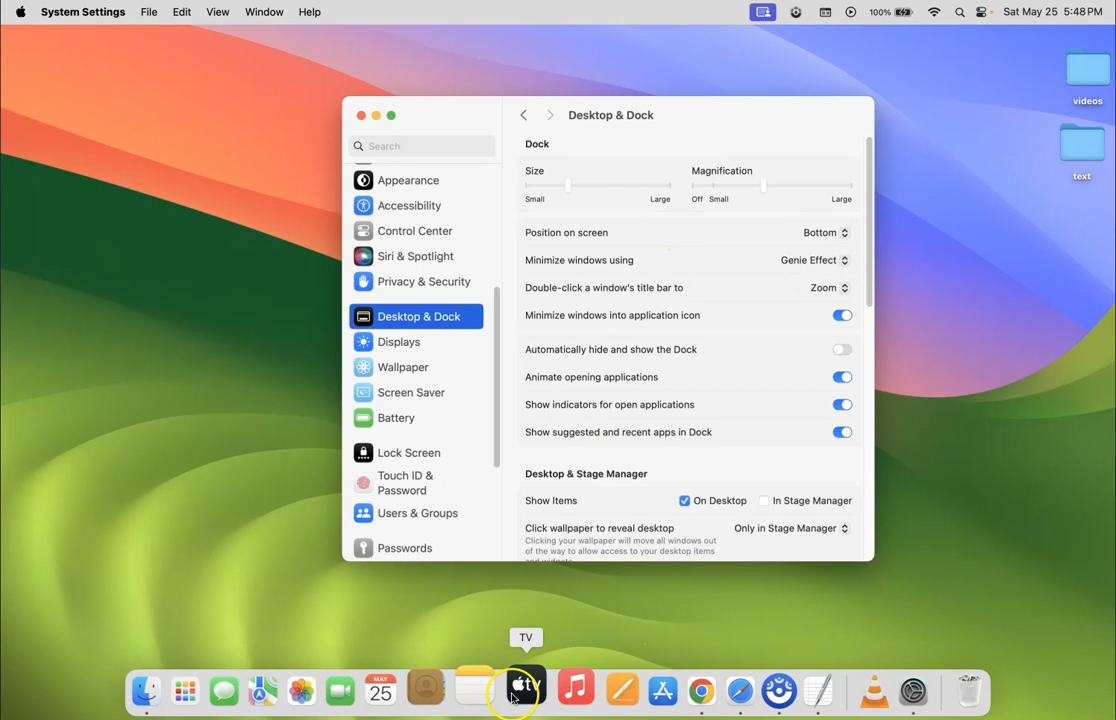 System Settings File Edit View Window Help 100% Sat May 25 5:48 PM
videos
text
Desktop & Dock
Search
Appearance
Accessibility
Control Center
Siri & Spotlight
Privacy & Security
Desktop & Dock
Displays
Wallpaper
Screen Saver
Battery
Lock Screen
Touch ID &
Password
Users & Groups
Passwords
Dock
Size Magnification
Small Large Off Small Large
Position on screen Bottom
Minimize windows using Genie Effect
Double-click a window's title bar to Zoom
Minimize windows into application icon
Automatically hide and show the Dock
Animate opening applications
Show indicators for open applications
Show suggested and recent apps in Dock
Desktop & Stage Manager
Show Items On Desktop In Stage Manager
Click wallpaper to reveal desktop Only in Stage Manager
Clicking your wallpaper will move all windows out
of the way to allow access to your desktop items
and widgets
TV
MAY
25
tv